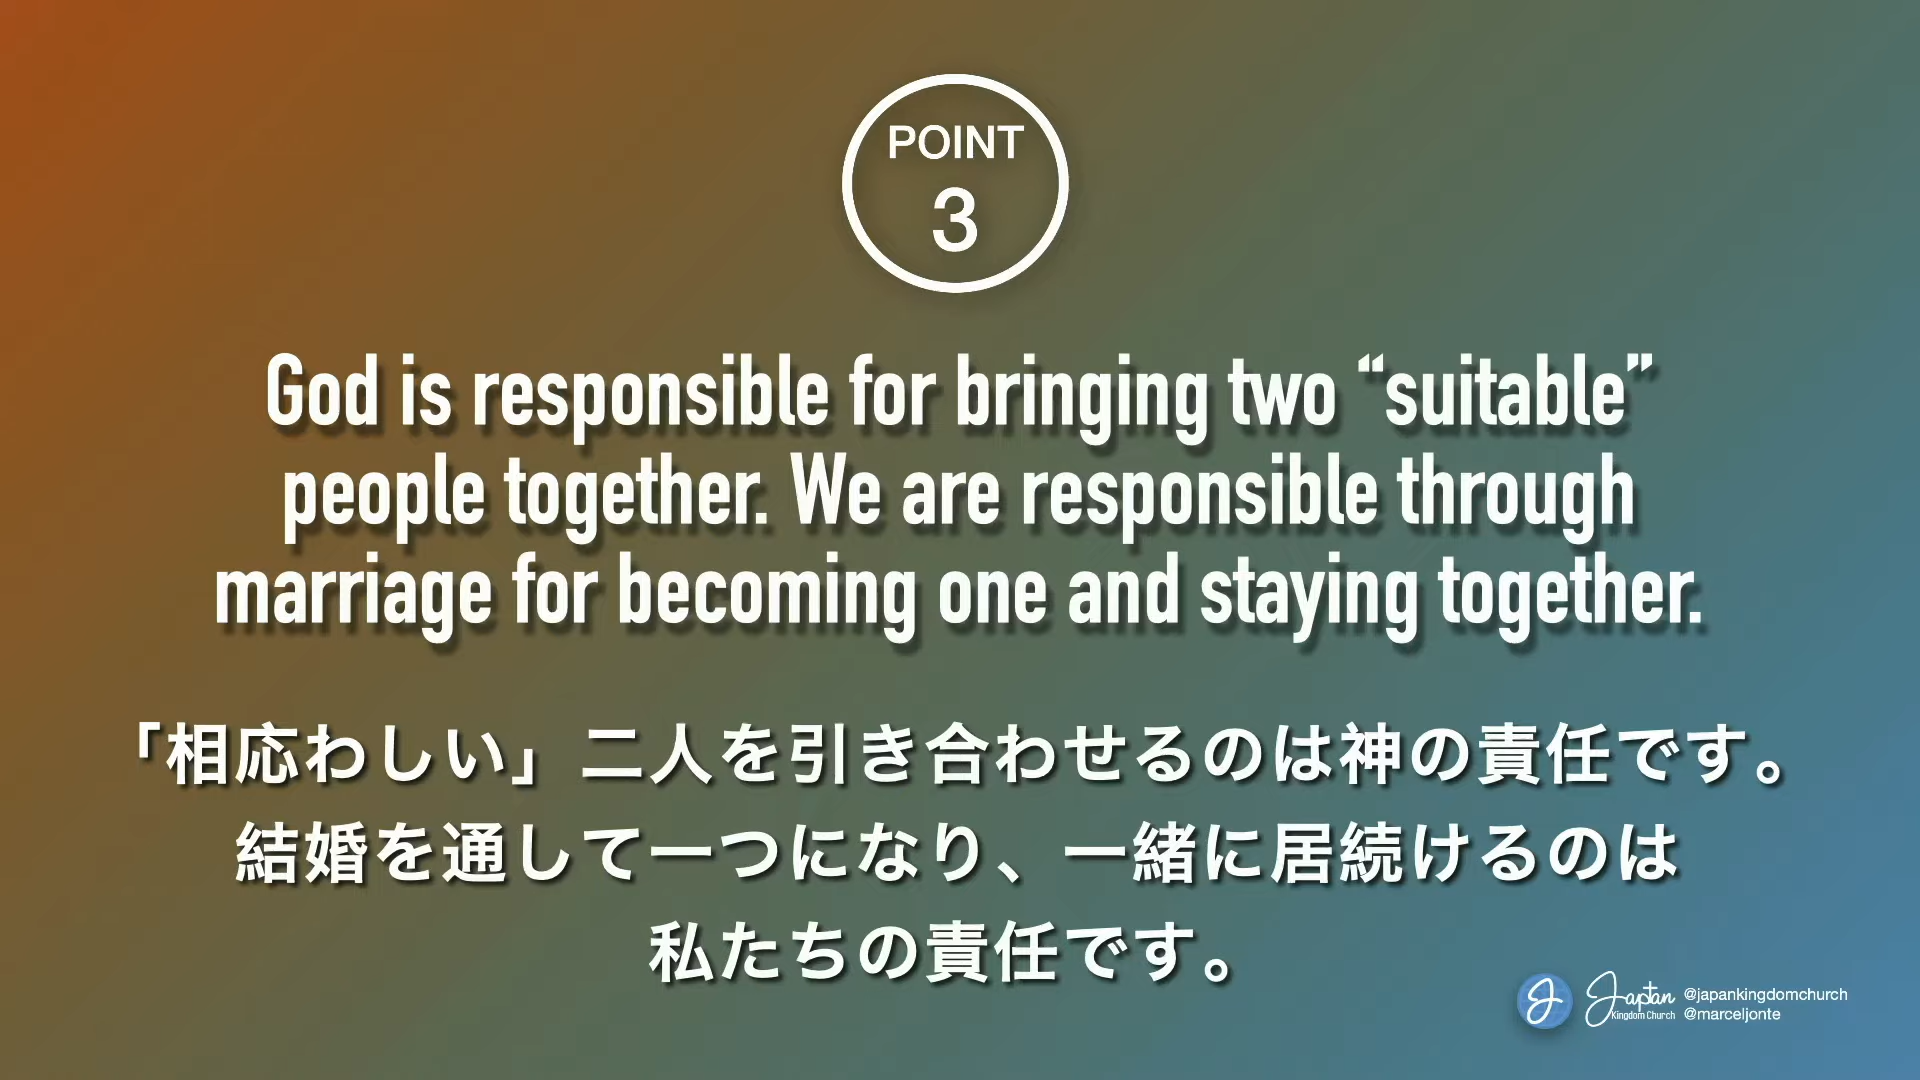 POINT
3
God is responsible for bringing two “suitable”
people together. We are responsible through
marriage for becoming one and staying together.
「相応わしい」二人を引き合わせるのは神の責任です。
結婚を通して一つになり、一緒に居続けるのは
私たちの責任です。
J
Japan
Kingdom Church
@japankingdomchurch
@marceljonte